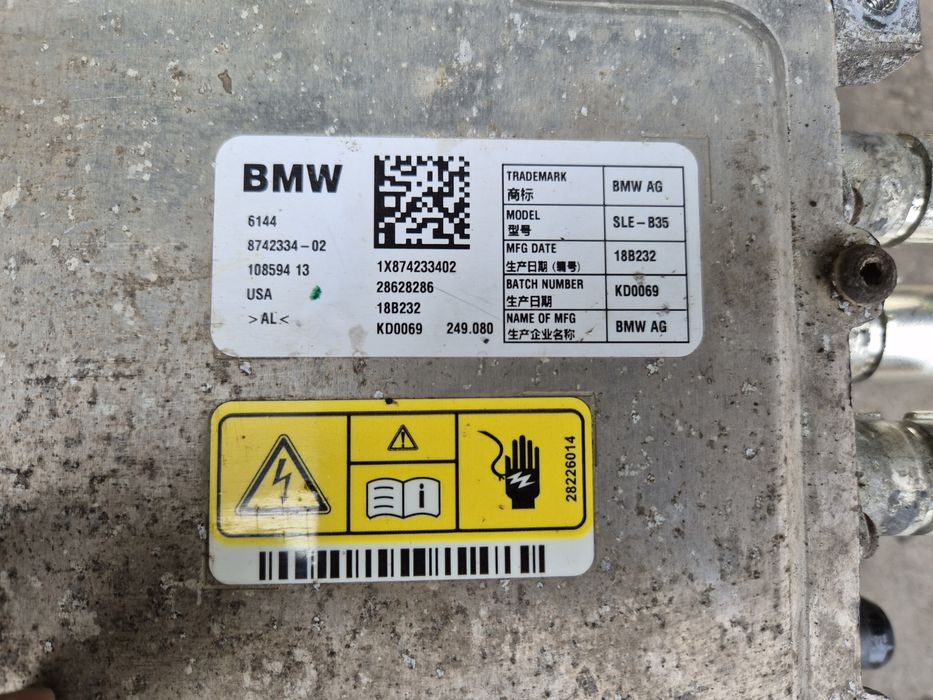 BMW
6144
8742334-02
108594 13
USA
>AL<
1X874233402
28628286
18B232
KD0069 249.080
TRADEMARK
商标
BMW AG
MODEL
型号
SLE-B35
MFG DATE
生产日期 (编号)
18B232
BATCH NUMBER
生产日期
KD0069
NAME OF MFG
生产企业名称
BMW AG
i
28226014